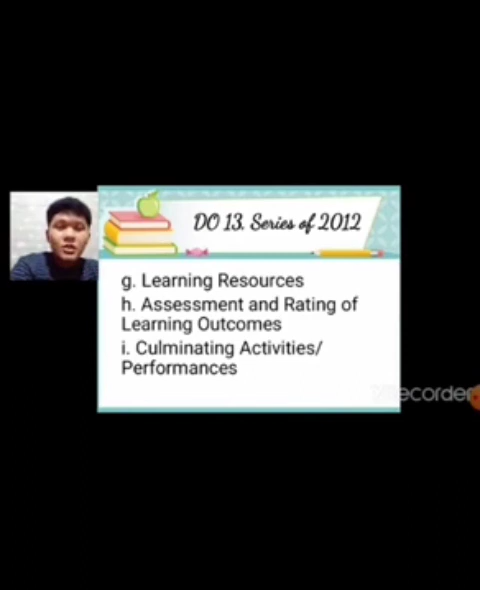 DO 13. Series of 2012
g. Learning Resources
h. Assessment and Rating of
Learning Outcomes
i. Culminating Activities/
Performances